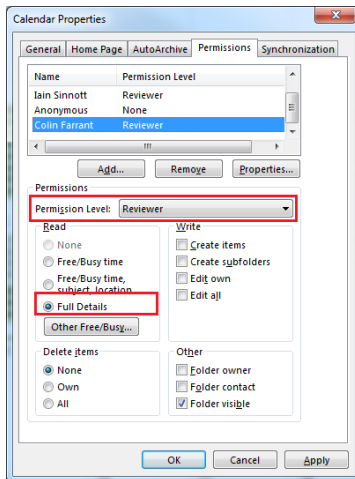 Calendar Properties
General Home Page AutoArchive Permissions Synchronization
Name Permission Level
Iain Sinnott Reviewer
Anonymous None
Colin Farrant Reviewer
Add... Remove Properties...
Permissions
Permission Level: Reviewer
Read
None
Free/Busy time
Free/Busy time,
subject, location
Full Details
Other Free/Busy...
Write
Create items
Create subfolders
Edit own
Edit all
Delete items
None
Own
All
Other
Folder owner
Folder contact
Folder visible
OK Cancel Apply